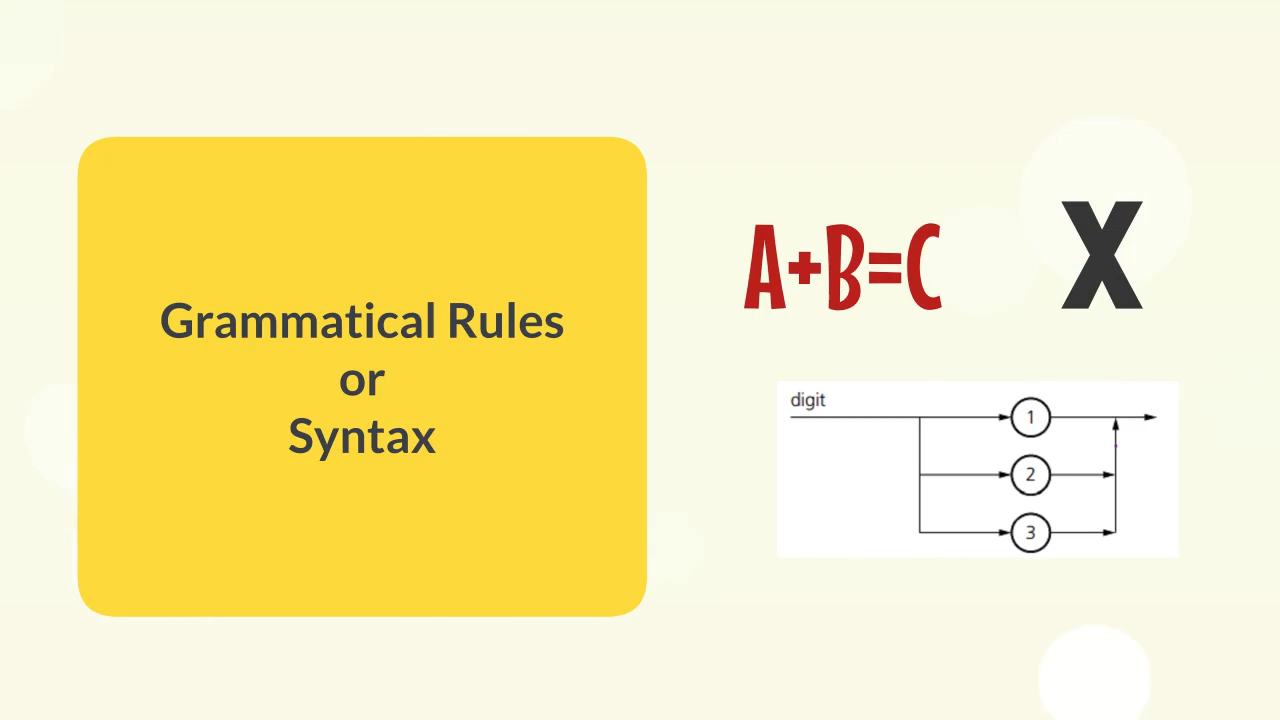 Grammatical Rules
or
Syntax
A+B=C
X
digit
1
2
3